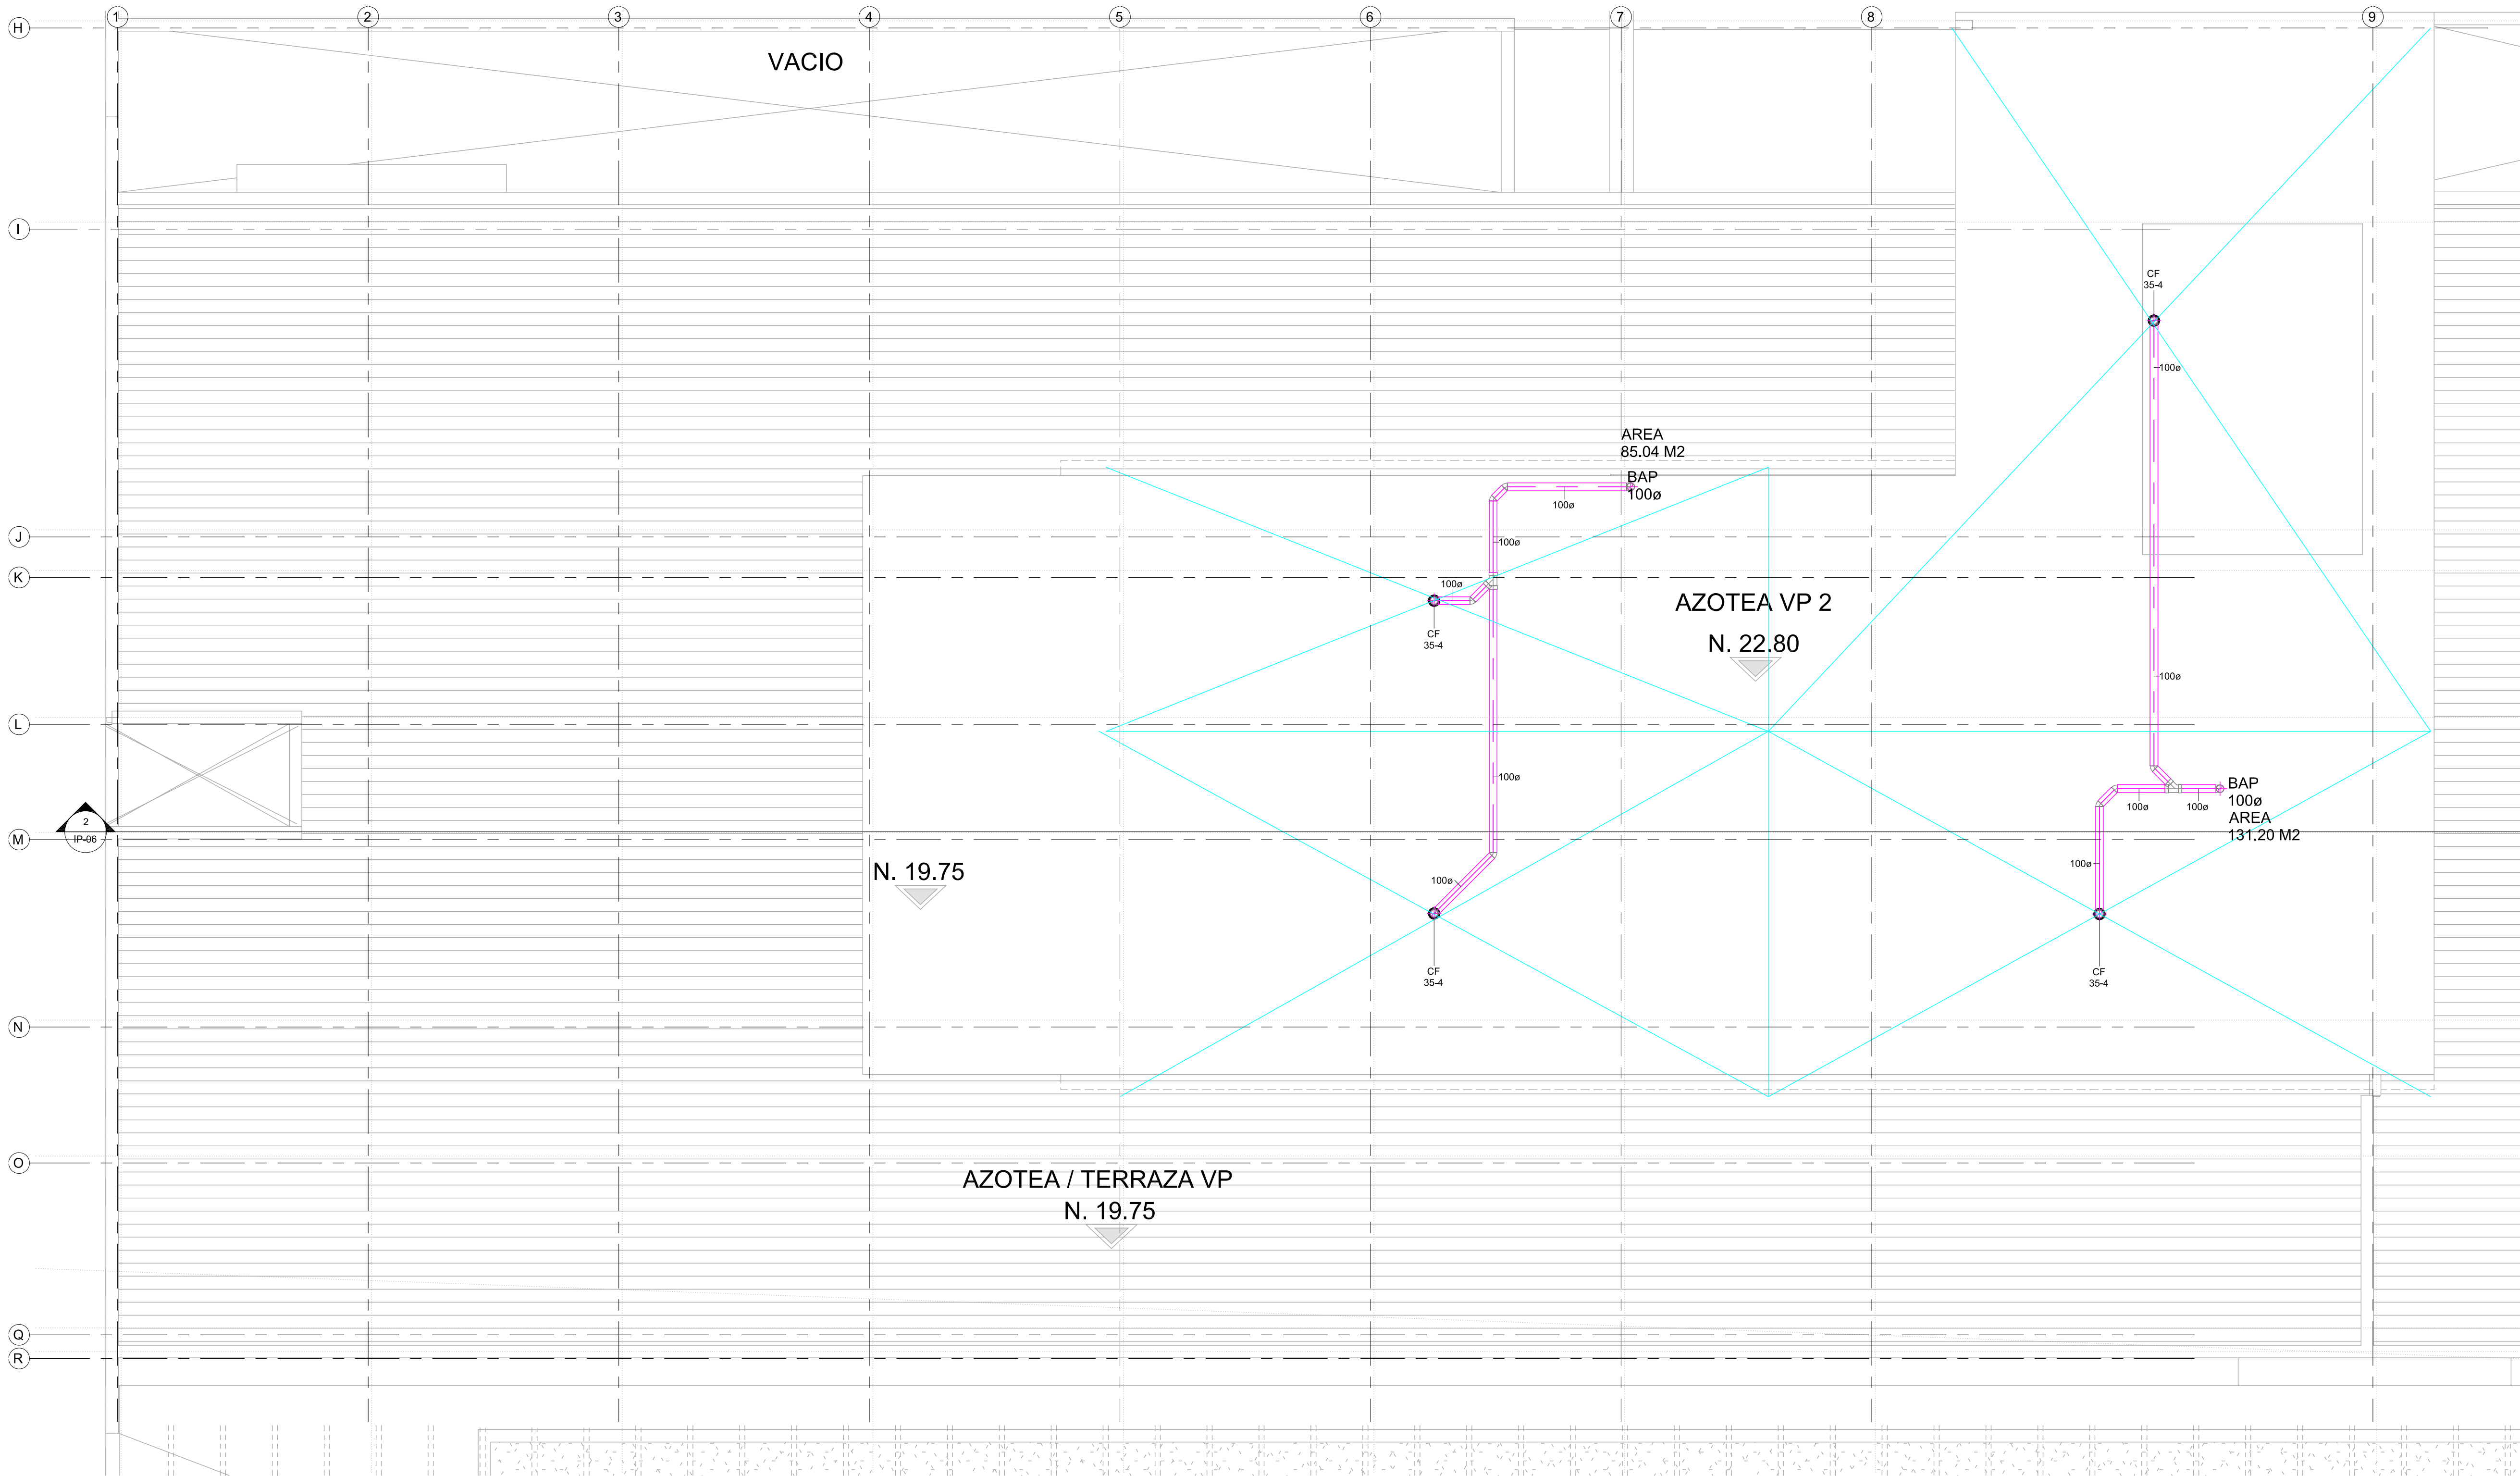 1
2
3
4
5
6
7
8
9
H
VACIO
I
CF
35-4
100ø
AREA
85.04 M2
BAP
100ø
100ø
J
100ø
K
100ø
CF
35-4
AZOTEA VP 2
N. 22.80
100ø
L
100ø
BAP
100ø
AREA
131.20 M2
100ø
100ø
2
IP-06
M
N. 19.75
100ø
100ø
CF
35-4
CF
35-4
N
O
AZOTEA / TERRAZA VP
N. 19.75
Q
R